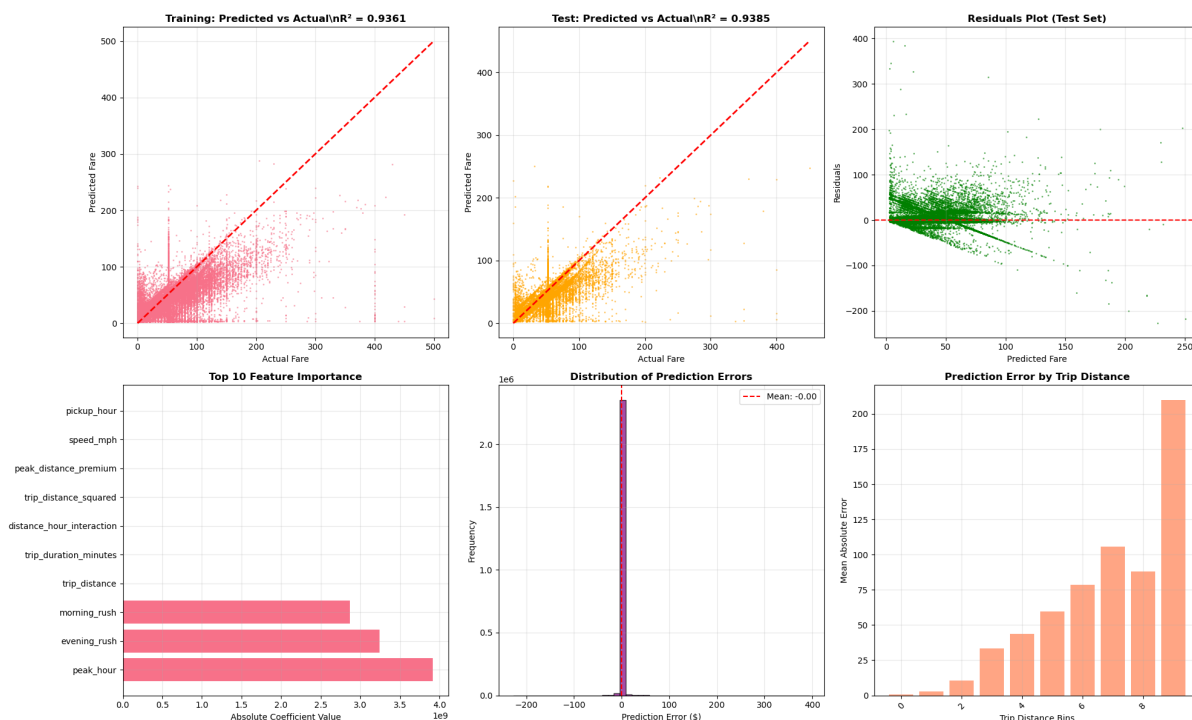 Training: Predicted vs Actual\nR² = 0.9361
500
400
300
200
100
0
Predicted Fare
0
100
200
300
400
500
Actual Fare
Test: Predicted vs Actual\nR² = 0.9385
400
300
200
100
0
Predicted Fare
0
100
200
300
400
Actual Fare
Residuals Plot (Test Set)
400
300
200
100
0
−100
−200
Residuals
0
50
100
150
200
250
Predicted Fare
Top 10 Feature Importance
pickup_hour
speed_mph
peak_distance_premium
trip_distance_squared
distance_hour_interaction
trip_duration_minutes
trip_distance
morning_rush
evening_rush
peak_hour
0.0
0.5
1.0
1.5
2.0
2.5
3.0
3.5
4.0
1e9
Absolute Coefficient Value
Distribution of Prediction Errors
1e6
Mean: -0.00
2.0
1.5
1.0
0.5
0.0
Frequency
−200
−100
0
100
200
300
400
Prediction Error ($)
Prediction Error by Trip Distance
200
175
150
125
100
75
50
25
0
Mean Absolute Error
0
2
4
6
8
Trip Distance Bins